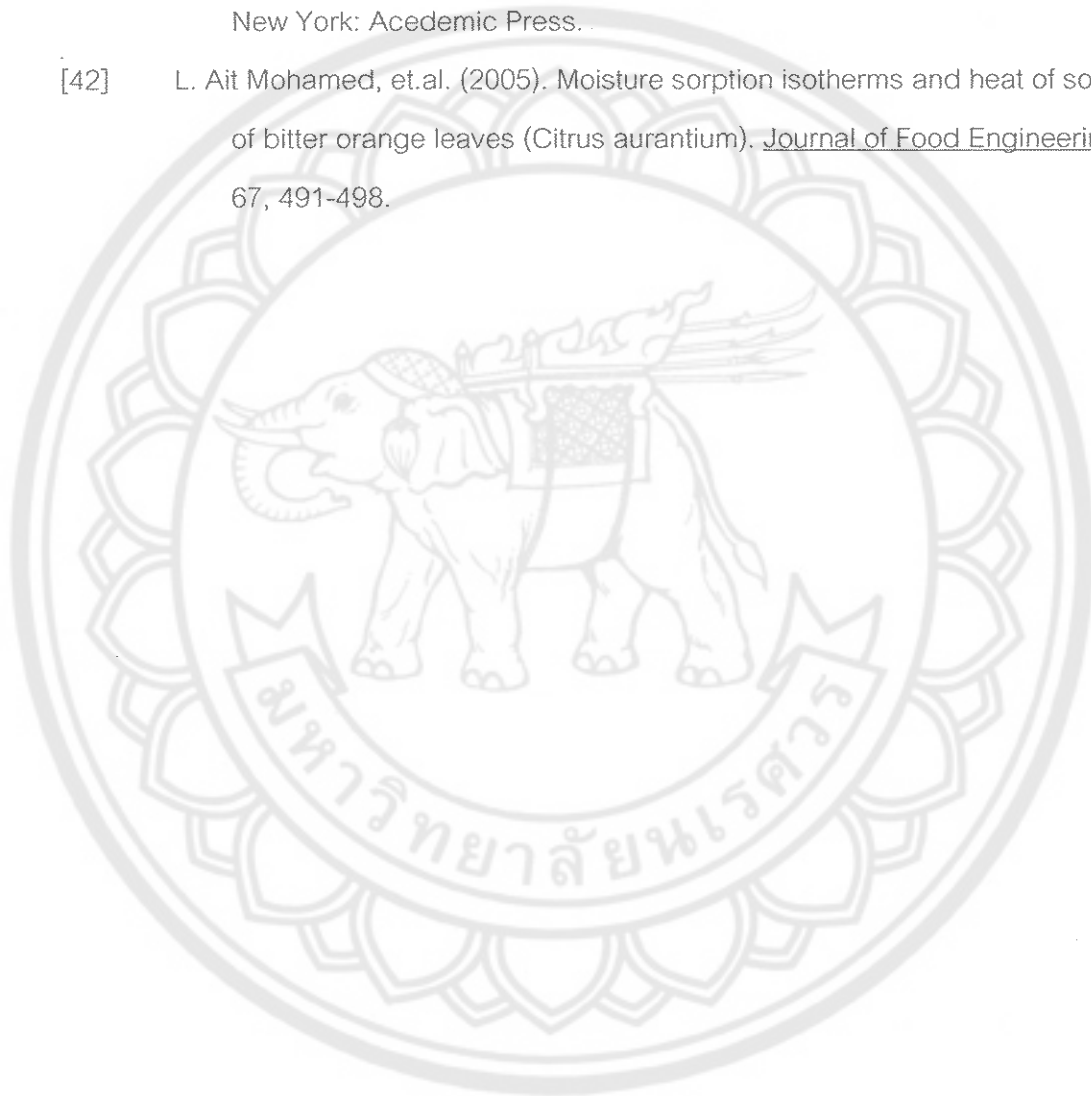 New York: Acedemic Press.
[42] L. Ait Mohamed, et.al. (2005). Moisture sorption isotherms and heat of so
of bitter orange leaves (Citrus aurantium). Journal of Food Engineerin
67, 491-498.
มหาวิทยาลัยนเรศวร